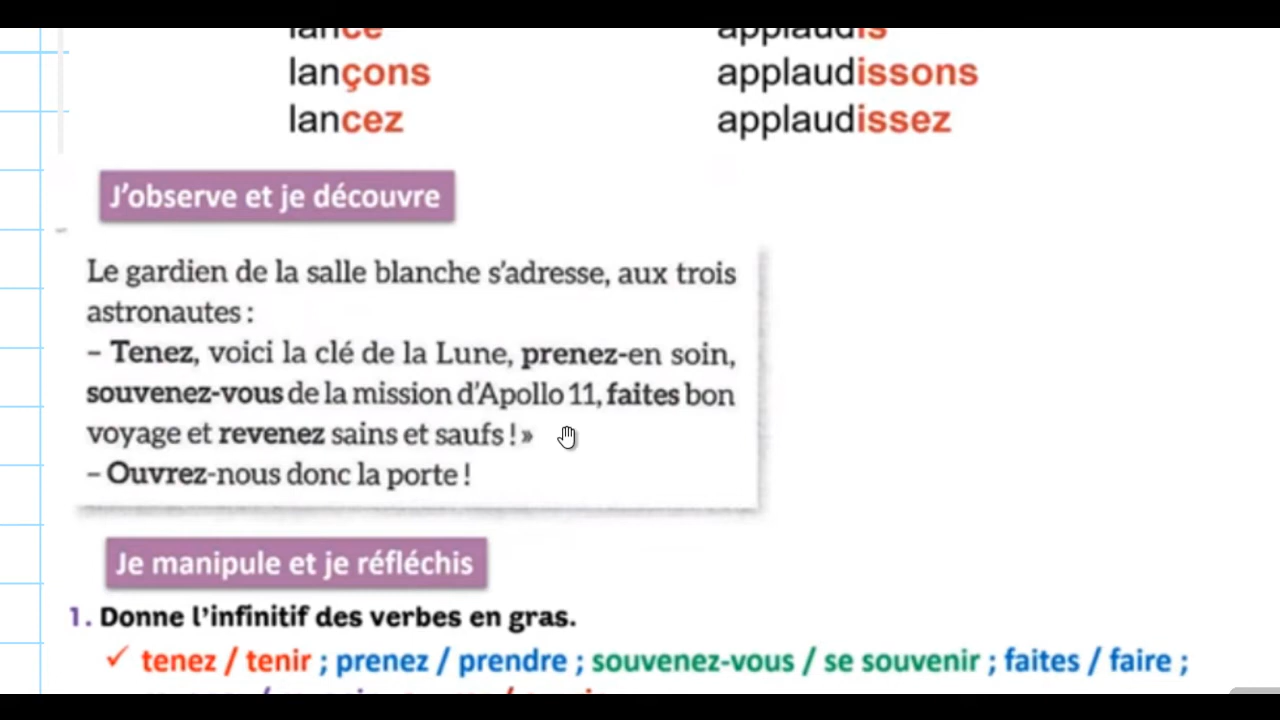 lance applaudis
lançons applaudissons
lancez applaudissez
J'observe et je découvre
Le gardien de la salle blanche s'adresse, aux trois
astronautes :
– Tenez, voici la clé de la Lune, prenez-en soin,
souvenez-vous de la mission d'Apollo 11, faites bon
voyage et revenez sains et saufs ! »
– Ouvrez-nous donc la porte !
Je manipule et je réfléchis
1. Donne l'infinitif des verbes en gras.
✓ tenez / tenir ; prenez / prendre ; souvenez-vous / se souvenir ; faites / faire ;